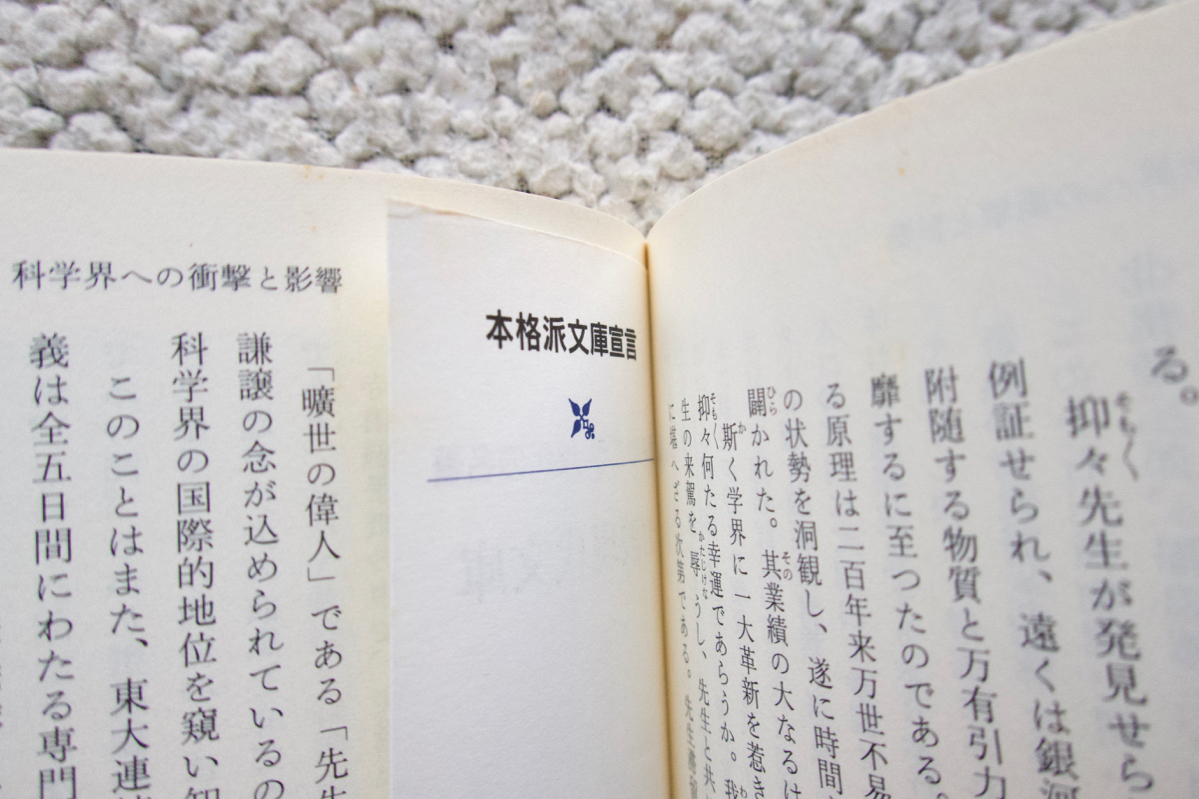 る。
抑々先生が発見せら
例証せられ、遠くは銀河
附随する物質と万有引力
靡するに至ったのである。
る原理は二百年来万世不易
の状勢を洞観し、遂に時間
闢かれた。其業績の大なるは
斯く学界に一大革新を惹き
抑々何たる幸運であらうか。我
生の来駕を辱うし、先生と共
に堪へざる次第である。先生
本格派文庫宣言
科学界への衝撃と影響
「曠世の偉人」である「先生
謙譲の念が込められているの
科学界の国際的地位を窺い知
このことはまた、東大連
義は全五日間にわたる専門